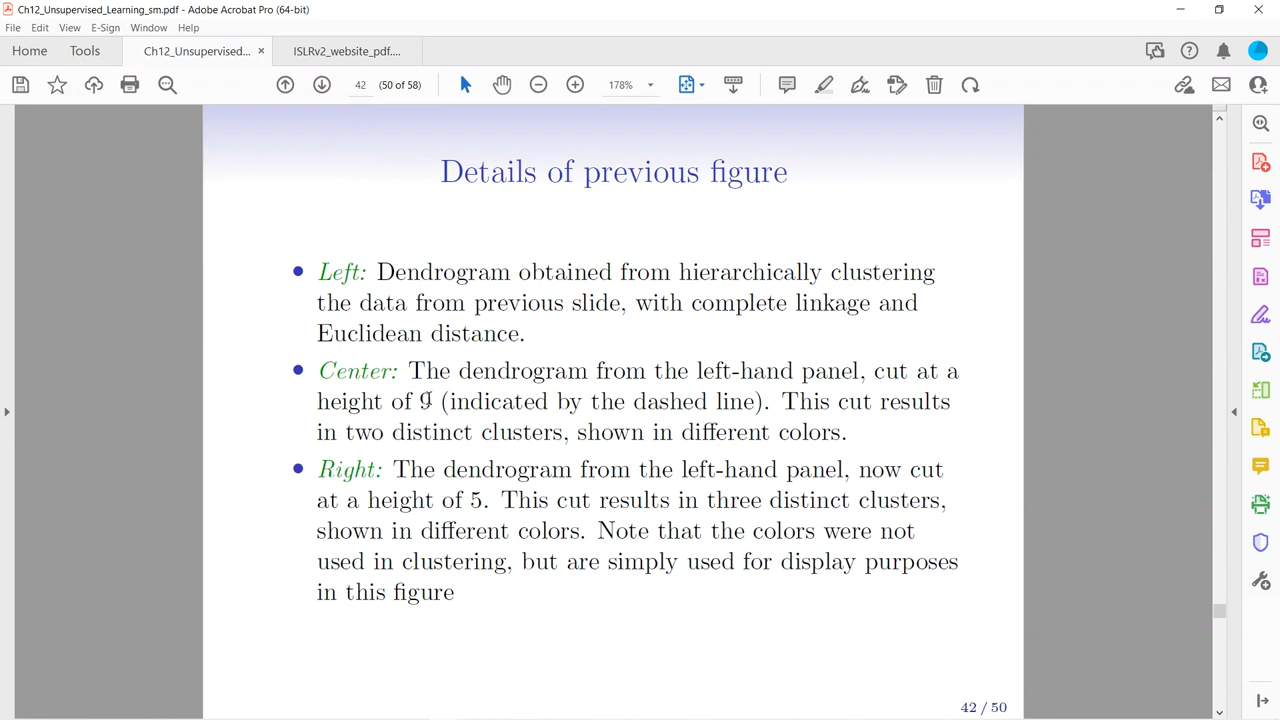 Ch12_Unsupervised_Learning_sm.pdf - Adobe Acrobat Pro (64-bit)
File Edit View E-Sign Window Help
Home Tools Ch12_Unsupervised... × ISLRv2_website_pdf....
42 (50 of 58) 178%
Details of previous figure
• Left: Dendrogram obtained from hierarchically clustering
the data from previous slide, with complete linkage and
Euclidean distance.
• Center: The dendrogram from the left-hand panel, cut at a
height of 9 (indicated by the dashed line). This cut results
in two distinct clusters, shown in different colors.
• Right: The dendrogram from the left-hand panel, now cut
at a height of 5. This cut results in three distinct clusters,
shown in different colors. Note that the colors were not
used in clustering, but are simply used for display purposes
in this figure
42 / 50